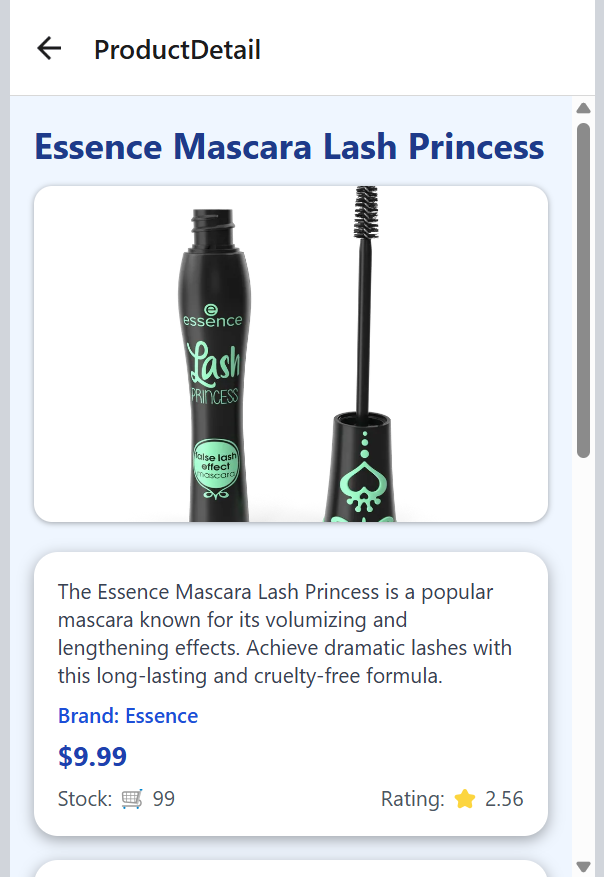 ProductDetail
Essence Mascara Lash Princess
essence
Lash
PRINCESS
false lash
effect
mascara
The Essence Mascara Lash Princess is a popular
mascara known for its volumizing and
lengthening effects. Achieve dramatic lashes with
this long-lasting and cruelty-free formula.
Brand: Essence
$9.99
Stock: 🛒 99
Rating: ⭐ 2.56